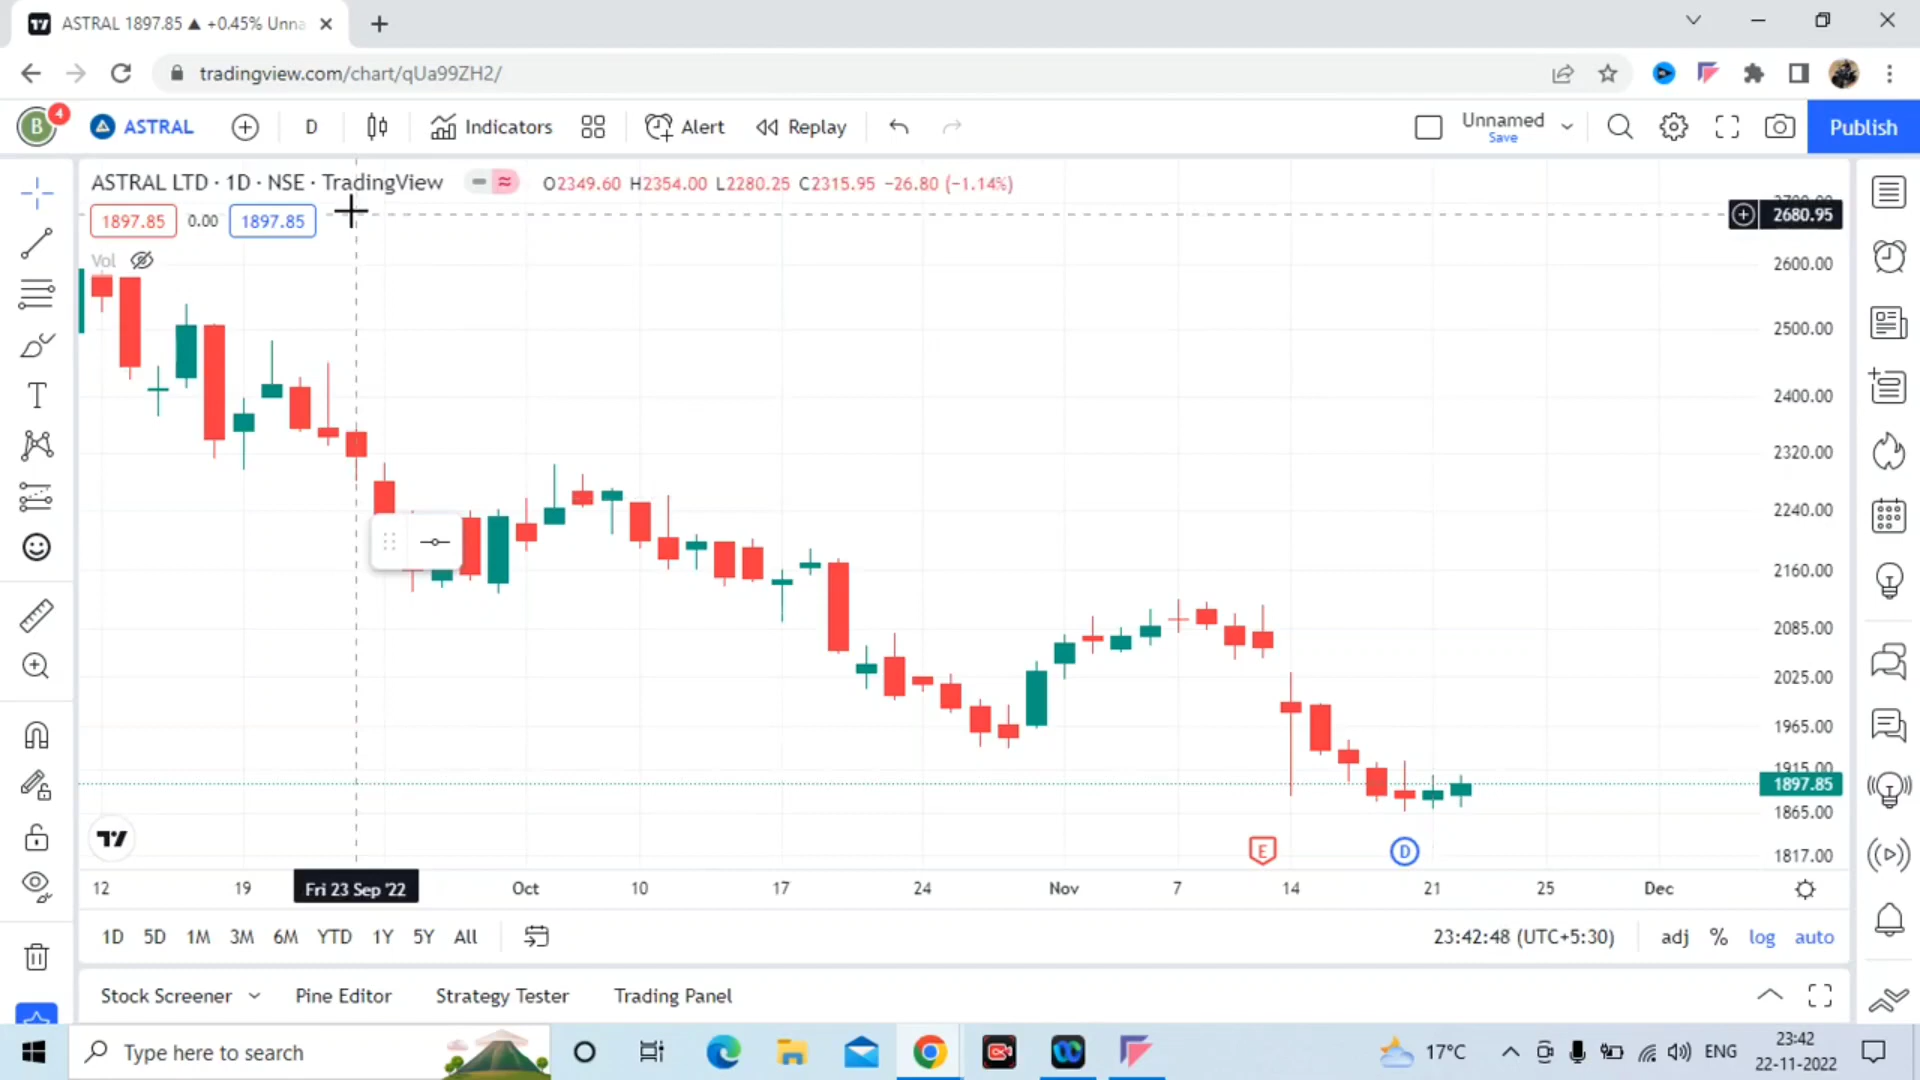 ASTRAL 1897.85 ▲ +0.45% Unna
tradingview.com/chart/qUa99ZH2/
B 4 ASTRAL D Indicators Alert Replay Unnamed Save Publish
ASTRAL LTD · 1D · NSE · TradingView O2349.60 H2354.00 L2280.25 C2315.95 −26.80 (−1.14%)
1897.85 0.00 1897.85
2680.95
Vol
2600.00
2500.00
2400.00
2320.00
2240.00
2160.00
2085.00
2025.00
1965.00
1915.00
1897.85
1865.00
E D
1817.00
12 19 Fri 23 Sep '22 Oct 10 17 24 Nov 7 14 21 25 Dec
1D 5D 1M 3M 6M YTD 1Y 5Y All 23:42:48 (UTC+5:30) adj % log auto
Stock Screener Pine Editor Strategy Tester Trading Panel
Type here to search 17°C ENG 23:42
22-11-2022